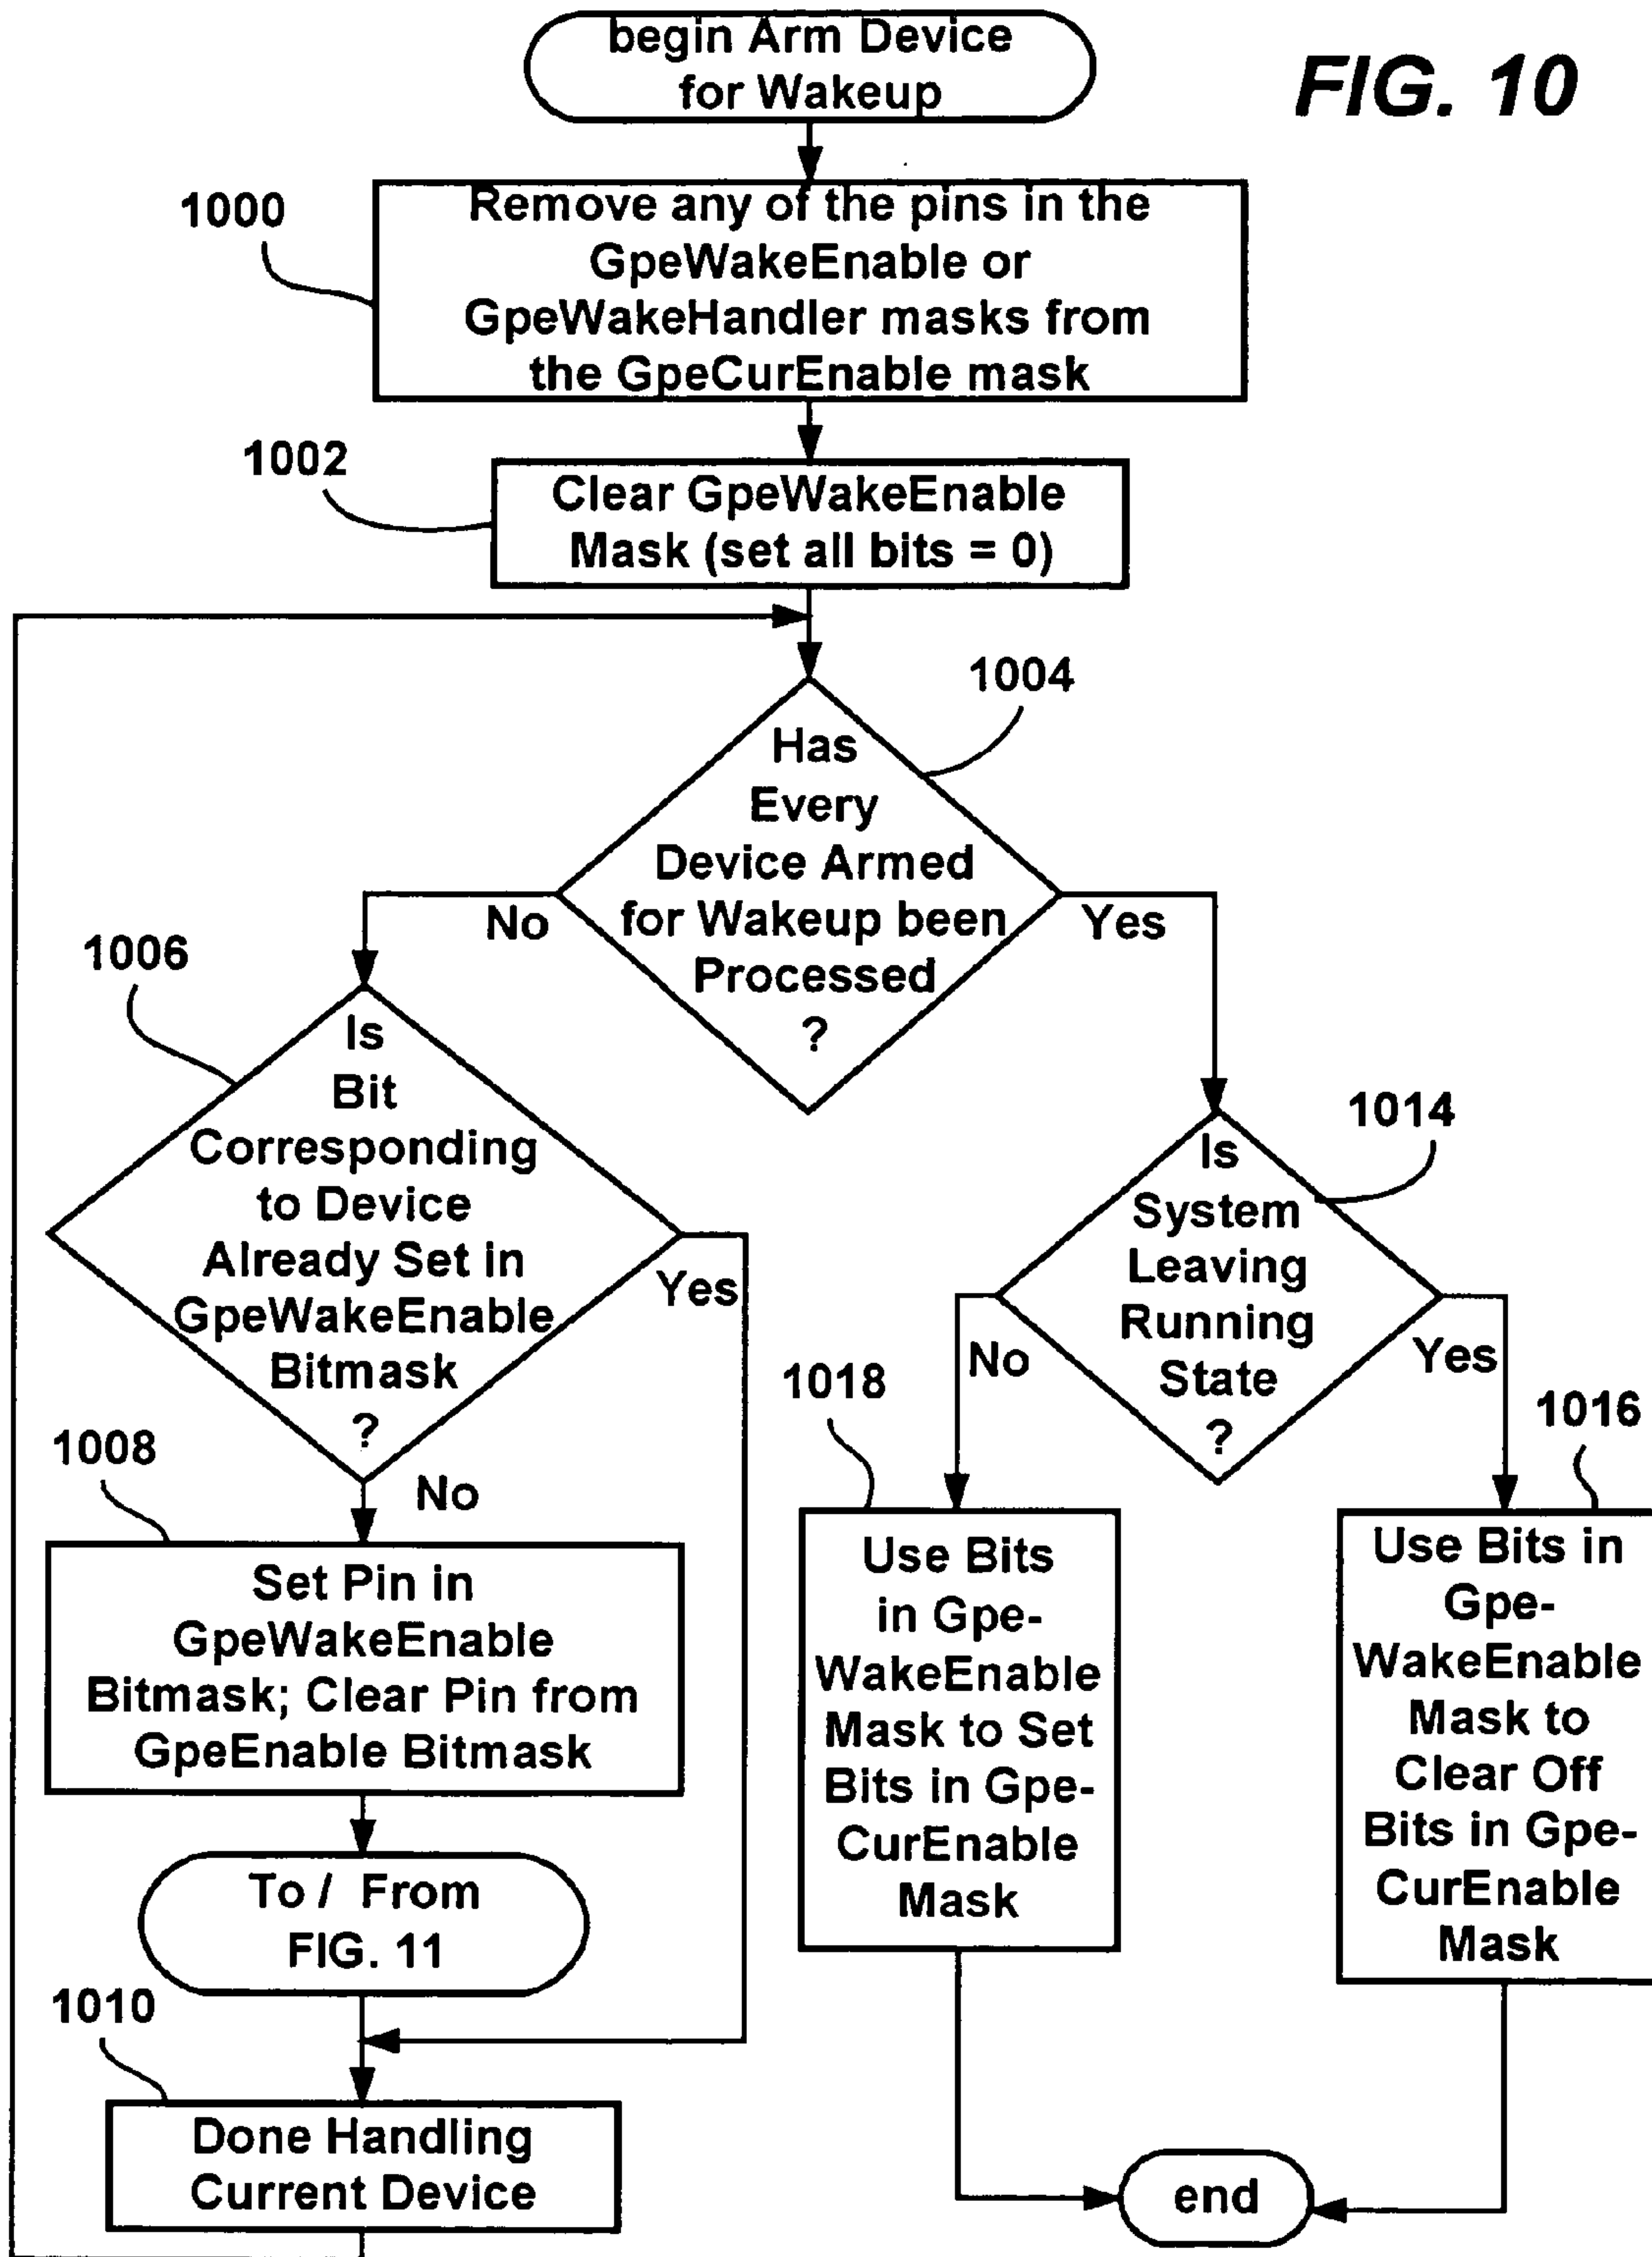 begin Arm Device
for Wakeup
FIG. 10
1000
Remove any of the pins in the
GpeWakeEnable or
GpeWakeHandler masks from
the GpeCurEnable mask
1002
Clear GpeWakeEnable
Mask (set all bits = 0)
1004
Has
Every
Device Armed
for Wakeup been
Processed
?
No
Yes
1006
Is
Bit
Corresponding
to Device
Already Set in
GpeWakeEnable
Bitmask
?
Yes
No
1008
Set Pin in
GpeWakeEnable
Bitmask; Clear Pin from
GpeEnable Bitmask
To / From
FIG. 11
1010
Done Handling
Current Device
1014
Is
System
Leaving
Running
State
?
No
Yes
1018
Use Bits
in Gpe-
WakeEnable
Mask to Set
Bits in Gpe-
CurEnable
Mask
1016
Use Bits in
Gpe-
WakeEnable
Mask to
Clear Off
Bits in Gpe-
CurEnable
Mask
end